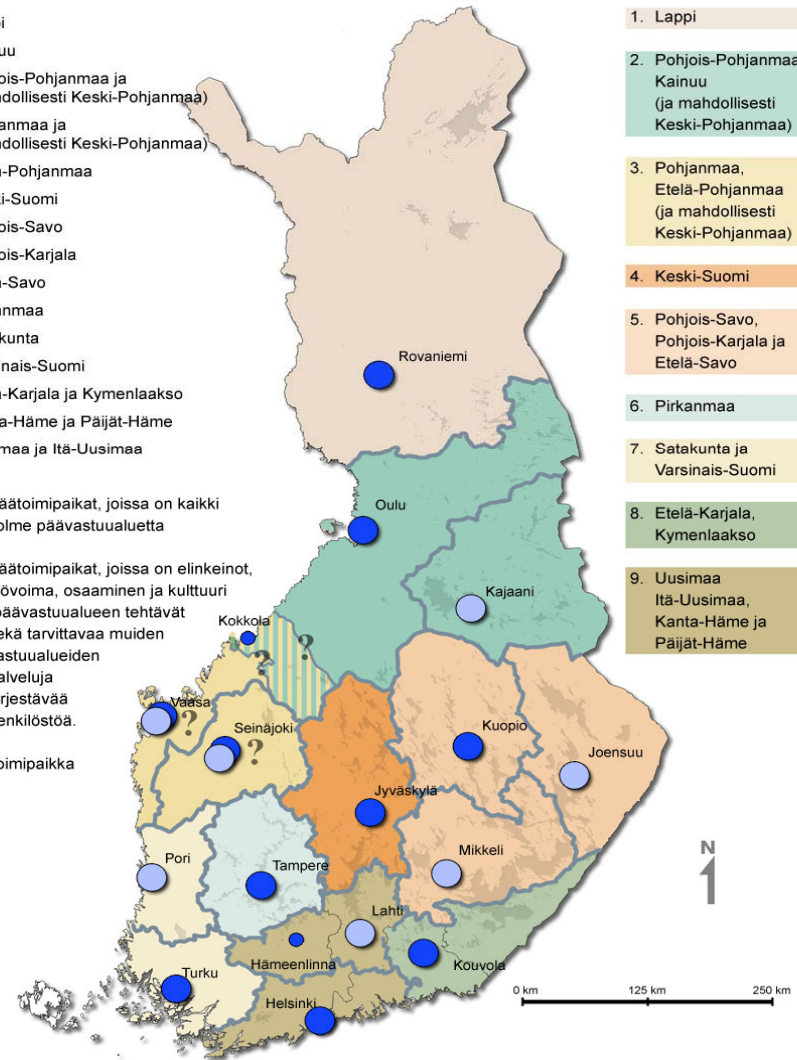 pi
uu
ois-Pohjanmaa ja
hdollisesti Keski-Pohjanmaa)
anmaa ja
hdollisesti Keski-Pohjanmaa)
ä-Pohjanmaa
ki-Suomi
ois-Savo
ois-Karjala
ä-Savo
anmaa
kunta
inais-Suomi
ä-Karjala ja Kymenlaakso
ta-Häme ja Päijät-Häme
imaa ja Itä-Uusimaa
äätoimipaikat, joissa on kaikki
olme päävastuualuetta
äätoimipaikat, joissa on elinkeinot,
övoima, osaaminen ja kulttuuri
päävastuualueen tehtävät
ekä tarvittavaa muiden
astuualueiden
alveluja
rjestävää
enkilöstöä.
oimipaikka
1. Lappi
2. Pohjois-Pohjanmaa
Kainuu
(ja mahdollisesti
Keski-Pohjanmaa)
3. Pohjanmaa,
Etelä-Pohjanmaa
(ja mahdollisesti
Keski-Pohjanmaa)
4. Keski-Suomi
5. Pohjois-Savo,
Pohjois-Karjala ja
Etelä-Savo
6. Pirkanmaa
7. Satakunta ja
Varsinais-Suomi
8. Etelä-Karjala,
Kymenlaakso
9. Uusimaa
Itä-Uusimaa,
Kanta-Häme ja
Päijät-Häme
Rovaniemi
Oulu
Kajaani
Kokkola
? ?
Vaasa
?
Seinäjoki
?
Kuopio
Joensuu
Jyväskylä
Mikkeli
Pori
Tampere
Lahti
Hämeenlinna
Kouvola
Turku
Helsinki
N
0 km 125 km 250 km